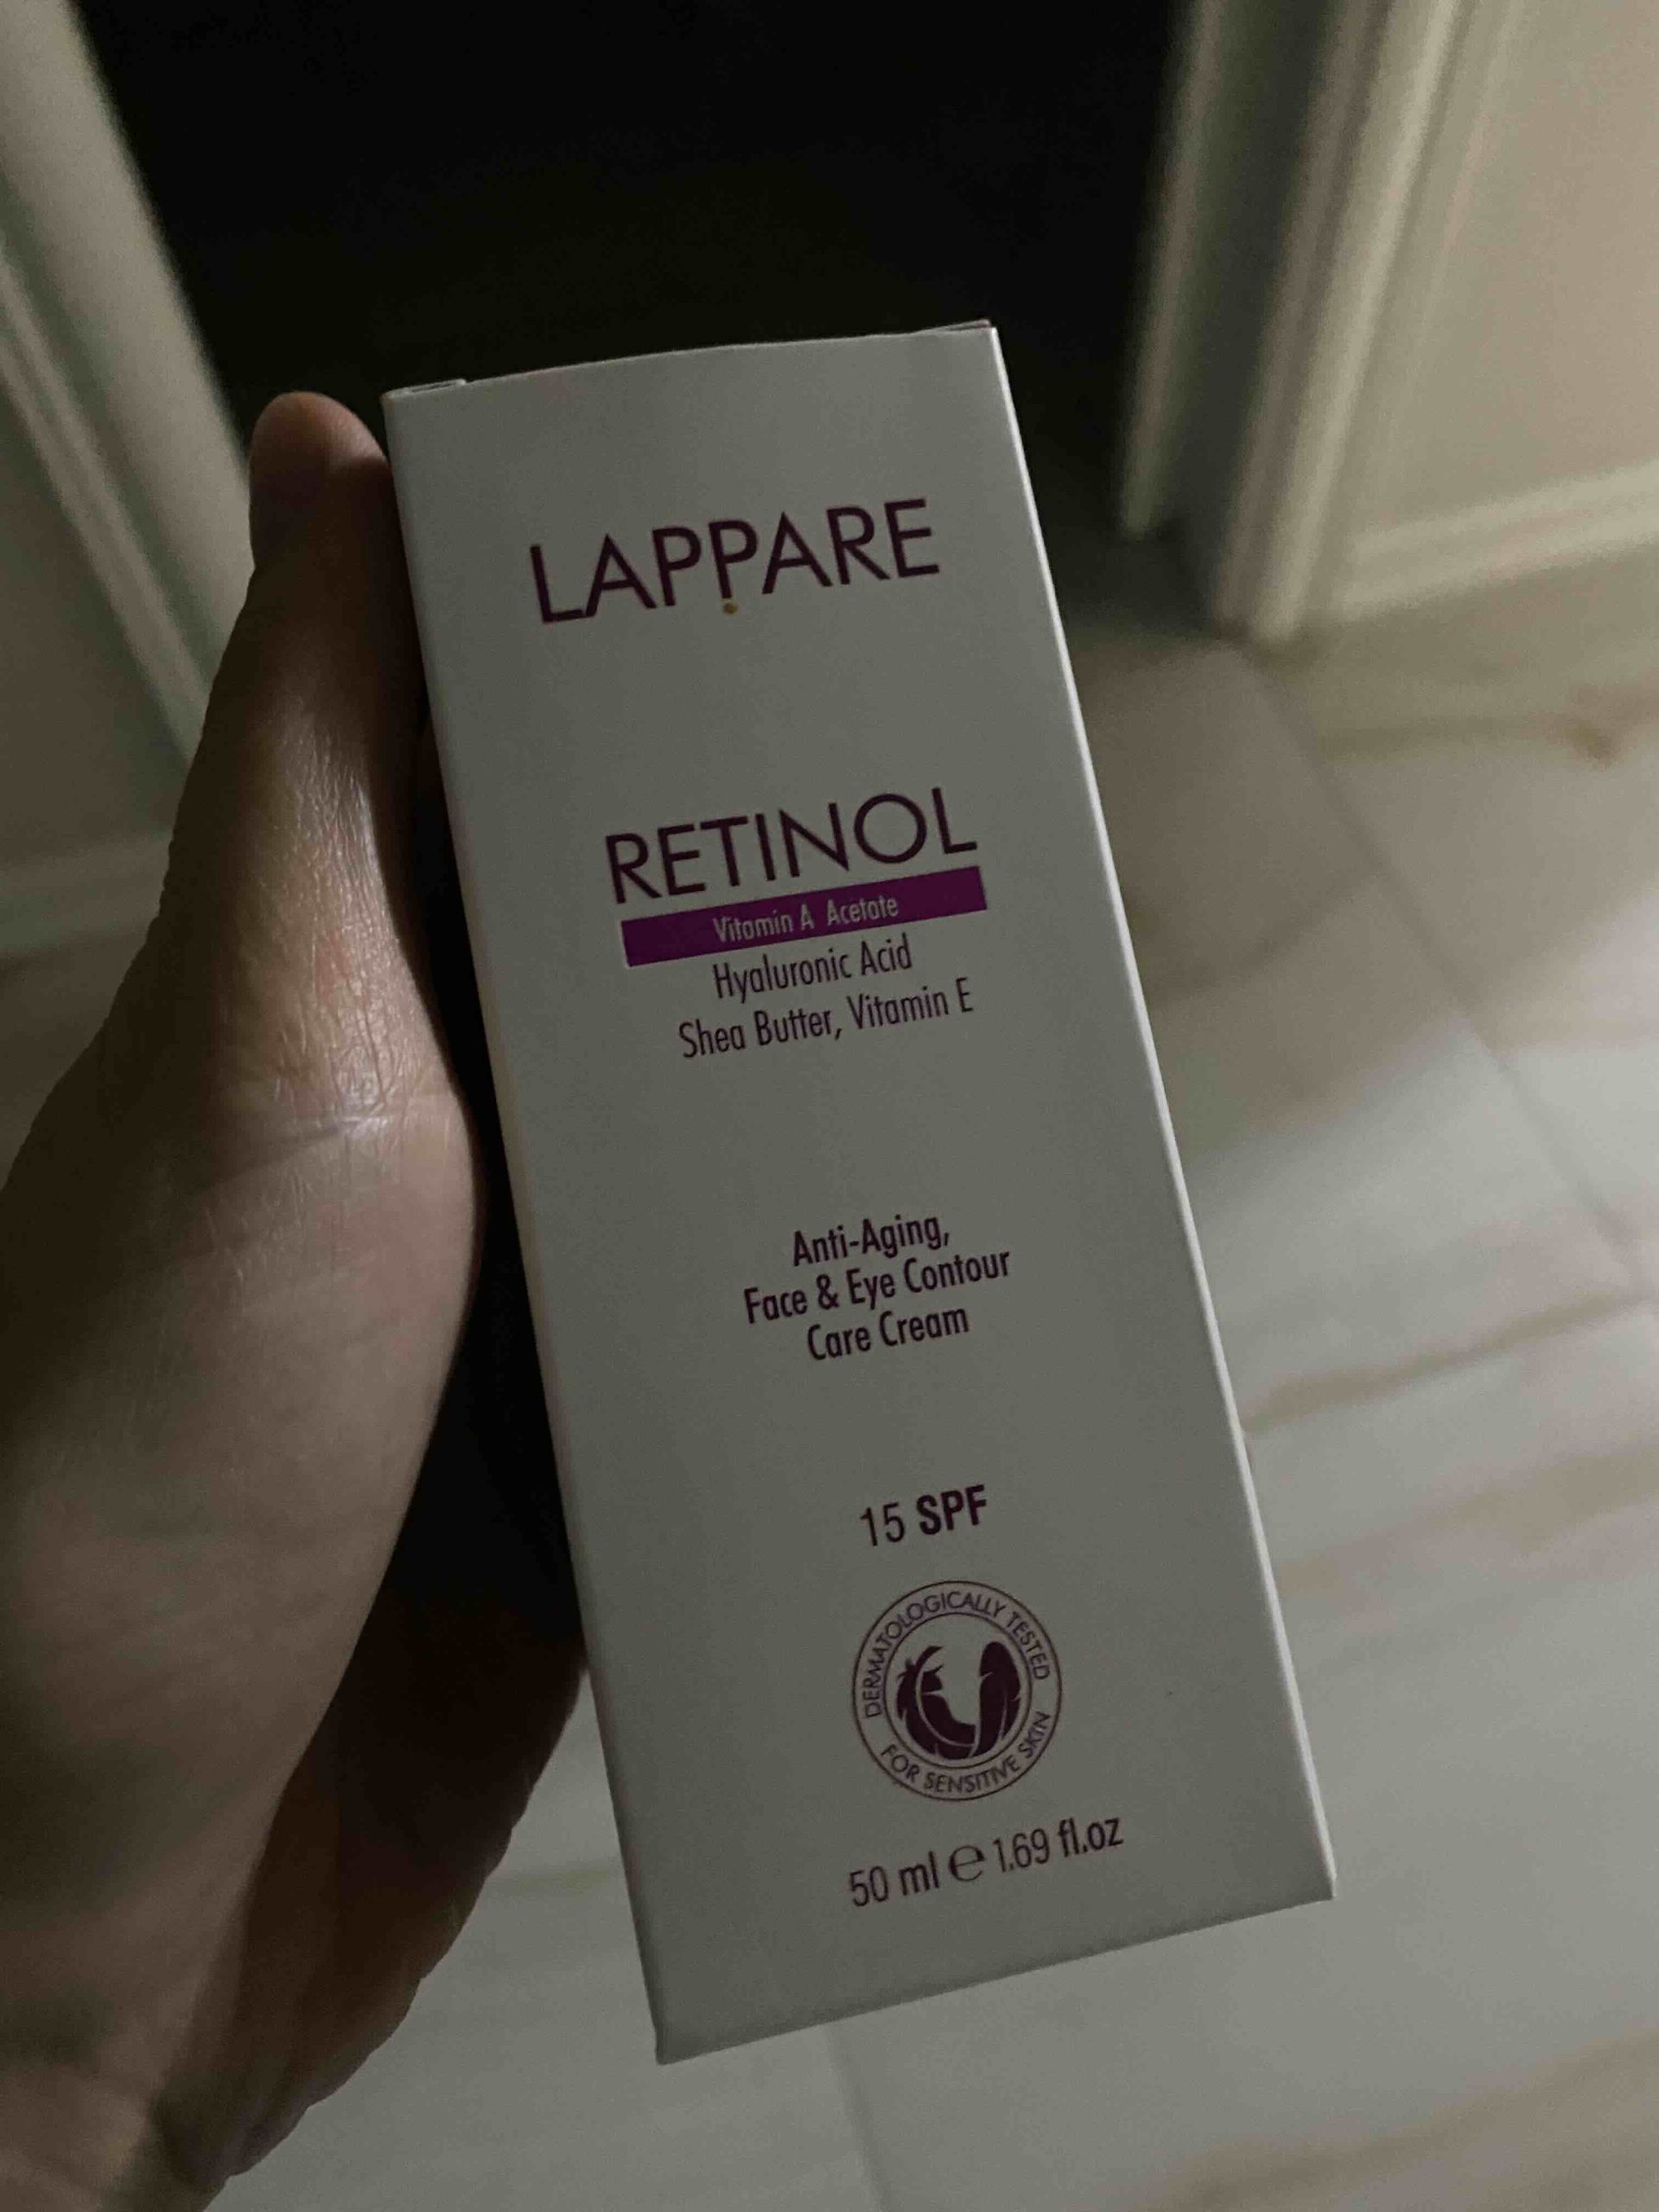 LAPPARE
RETINOL
Vitamin A Acetate
Hyaluronic Acid
Shea Butter, Vitamin E
Anti-Aging,
Face & Eye Contour
Care Cream
15 SPF
DERMATOLOGICALLY TESTED
FOR SENSITIVE SKIN
50 ml ℮ 1.69 fl.oz